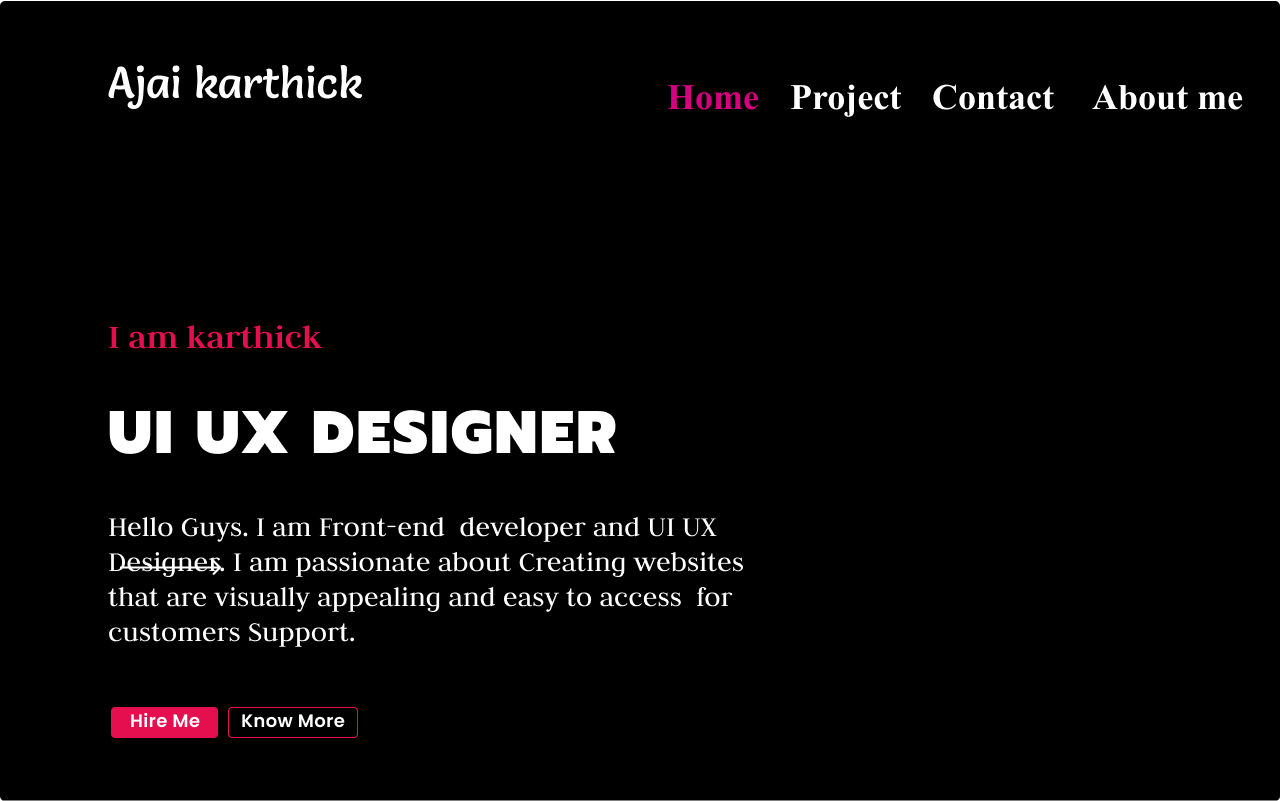 Ajai karthick
Home Project Contact About me
I am karthick
UI UX DESIGNER
Hello Guys. I am Front-end developer and UI UX
Designer. I am passionate about Creating websites
that are visually appealing and easy to access for
customers Support.
Hire Me Know More